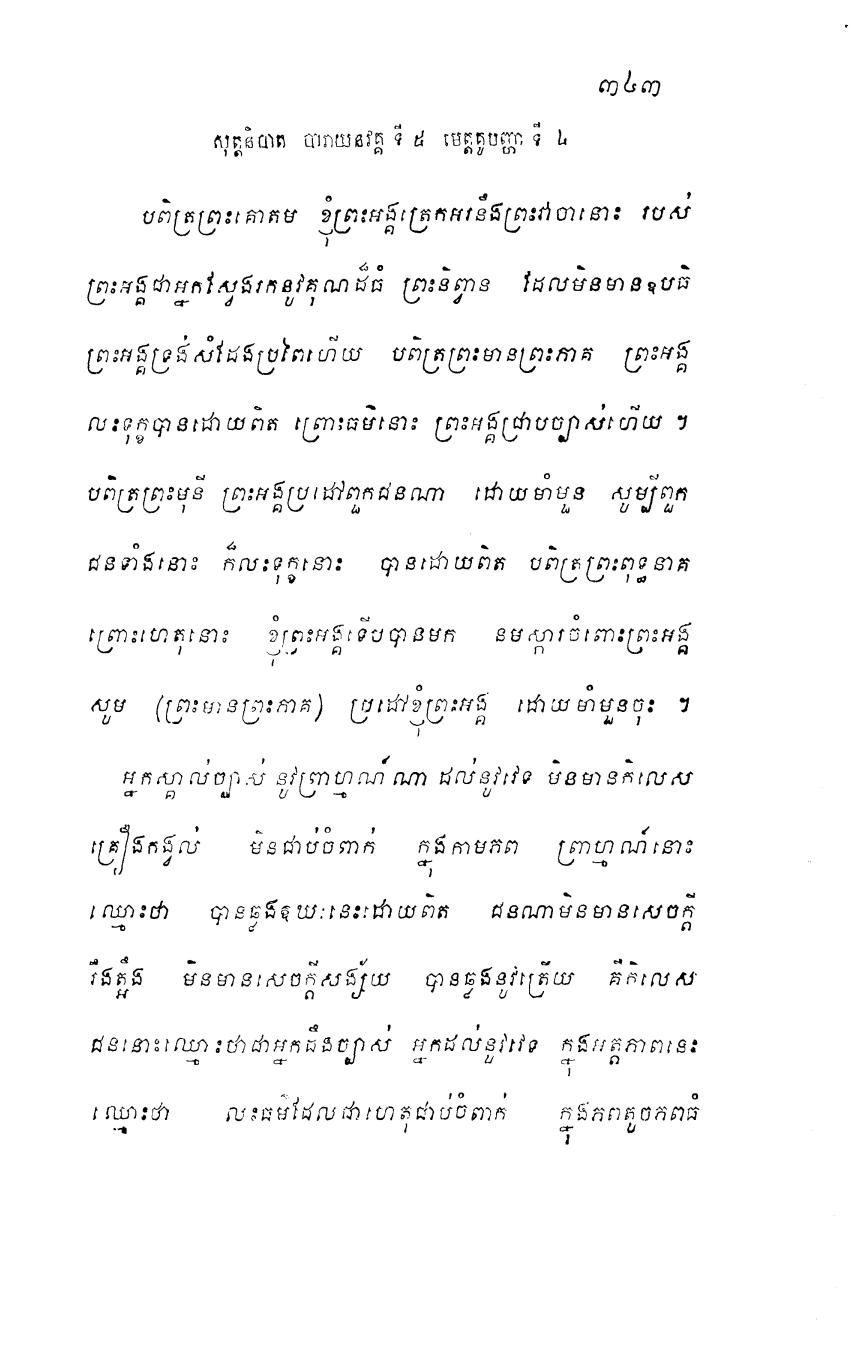 ៣៤៣
សុត្តនិបាត បារាយនវគ្គ ទី ៥ មេត្តគូបញ្ហា ទី ៤
បពិត្រព្រះគោតម ខ្ញុំព្រះអង្គត្រេកអរនឹងព្រះវាចានោះ របស់
ព្រះអង្គជាអ្នកស្វែងរកនូវគុណដ៏ធំ ព្រះនិព្វាន ដែលមិនមានឧបធិ
ព្រះអង្គទ្រង់សំដែងប្រពៃហើយ បពិត្រព្រះមានព្រះភាគ ព្រះអង្គ
លះទុក្ខបានដោយពិត ព្រោះធម៌នោះ ព្រះអង្គជ្រាបច្បាស់ហើយ ។
បពិត្រព្រះមុនី ព្រះអង្គប្រដៅពួកជនណា ដោយមាំមួន សូម្បីពួក
ជនទាំងនោះ ក៏លះទុក្ខនោះ បានដោយពិត បពិត្រព្រះពុទ្ធនាគ
ព្រោះហេតុនោះ ខ្ញុំព្រះអង្គទើបបានមក នមស្ការចំពោះព្រះអង្គ
សូម (ព្រះមានព្រះភាគ) ប្រដៅខ្ញុំព្រះអង្គ ដោយមាំមួនចុះ ។
អ្នកស្គាល់ច្បាស់ នូវព្រាហ្មណ៍ណា ដល់នូវវេទ មិនមានកិលេស
គ្រឿងកង្វល់ មិនជាប់ចំពាក់ ក្នុងកាមភព ព្រាហ្មណ៍នោះ
ឈ្មោះថា បានឆ្លងឱឃៈនេះដោយពិត ជនណាមិនមានសេចក្តី
រឹងត្អឹង មិនមានសេចក្តីសង្ស័យ បានឆ្លងនូវត្រើយ គឺកិលេស
ជននោះឈ្មោះថាជាអ្នកដឹងច្បាស់ អ្នកដល់នូវវេទ ក្នុងអត្តភាពនេះ
ឈ្មោះថា លះធម៌ដែលជាហេតុជាប់ចំពាក់ ក្នុងភពតូចភពធំ